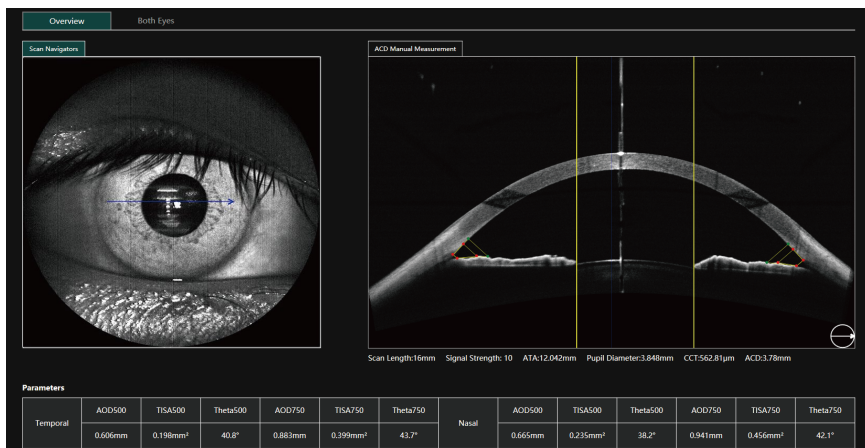 Overview Both Eyes
Scan Navigators
ACD Manual Measurement
Scan Length:16mm Signal Strength: 10 ATA:12.042mm Pupil Diameter:3.848mm CCT:562.81μm ACD:3.78mm
Parameters
Temporal AOD500 TISA500 Theta500 AOD750 TISA750 Theta750 Nasal AOD500 TISA500 Theta500 AOD750 TISA750 Theta750
0.606mm 0.198mm² 40.8° 0.883mm 0.399mm² 43.7° 0.665mm 0.235mm² 38.2° 0.941mm 0.456mm² 42.1°